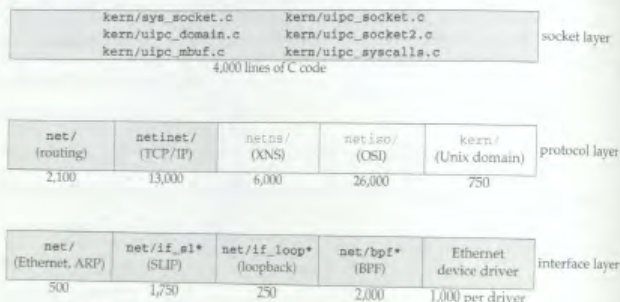 kern/sys_socket.c kern/uipc_socket.c
kern/uipc_domain.c kern/uipc_socket2.c
kern/uipc_mbuf.c kern/uipc_syscalls.c
socket layer
4,000 lines of C code
net/ netinet/ netns/ netiso/ kern/
(routing) (TCP/IP) (XNS) (OSI) (Unix domain)
protocol layer
2,100 13,000 6,000 26,000 750
net/ net/if_sl* net/if_loop* net/bpf* Ethernet
(Ethernet, ARP) (SLIP) (loopback) (BPF) device driver
interface layer
500 1,750 250 2,000 1,000 per driver